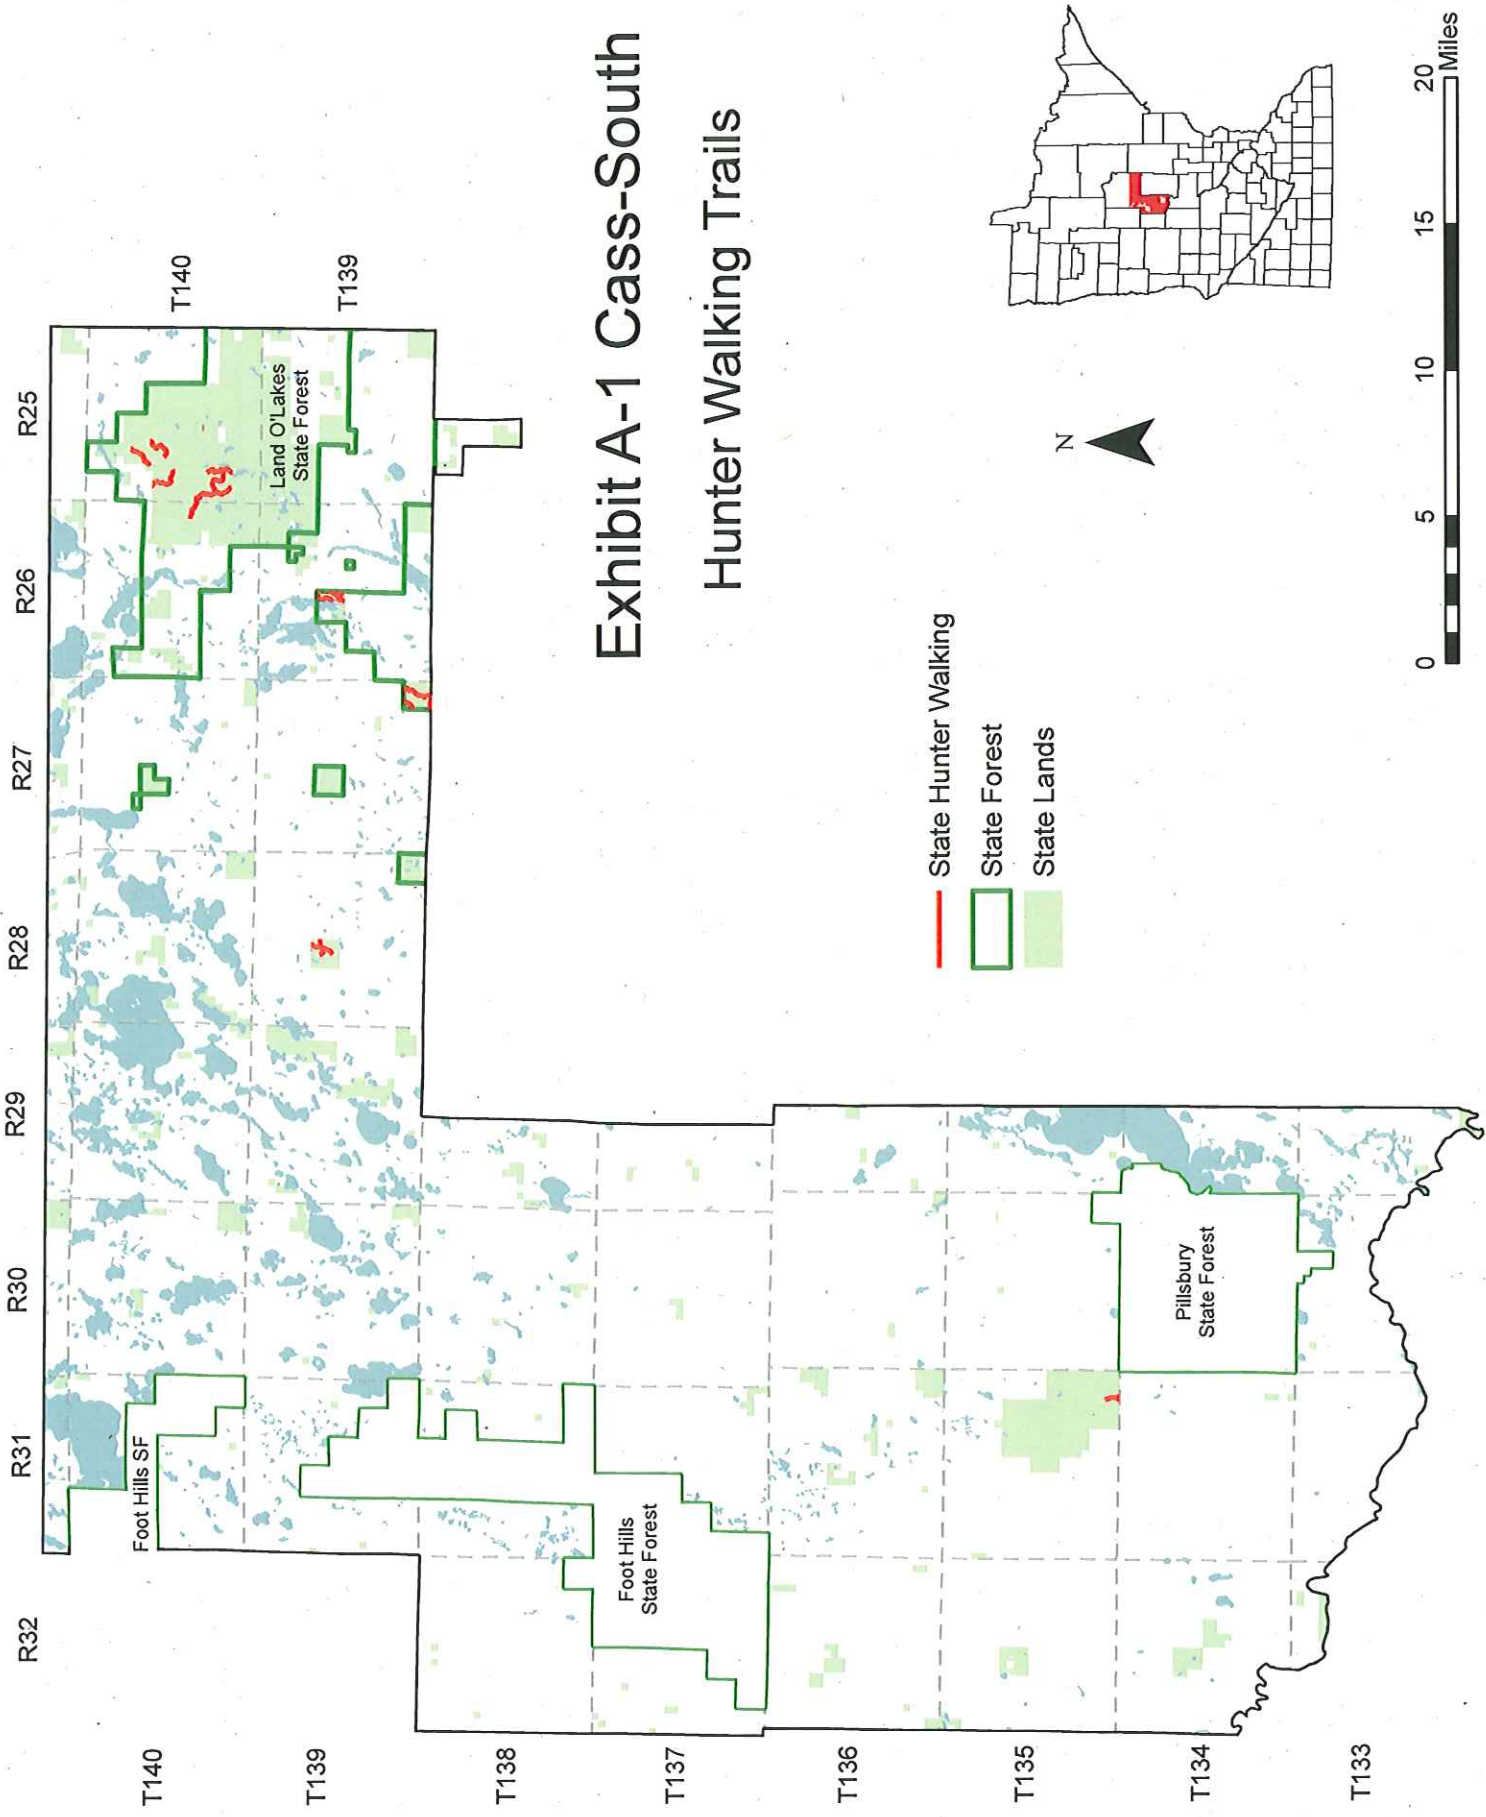 Exhibit A-1 Cass-South
Hunter Walking Trails
R32
R31
R30
R29
R28
R27
R26
R25
T140
T139
T138
T137
T136
T135
T134
T133
T140
T139
Foot Hills SF
Foot Hills
State Forest
Land O'Lakes
State Forest
Pillsbury
State Forest
State Hunter Walking
State Forest
State Lands
N
0
5
10
15
20
Miles